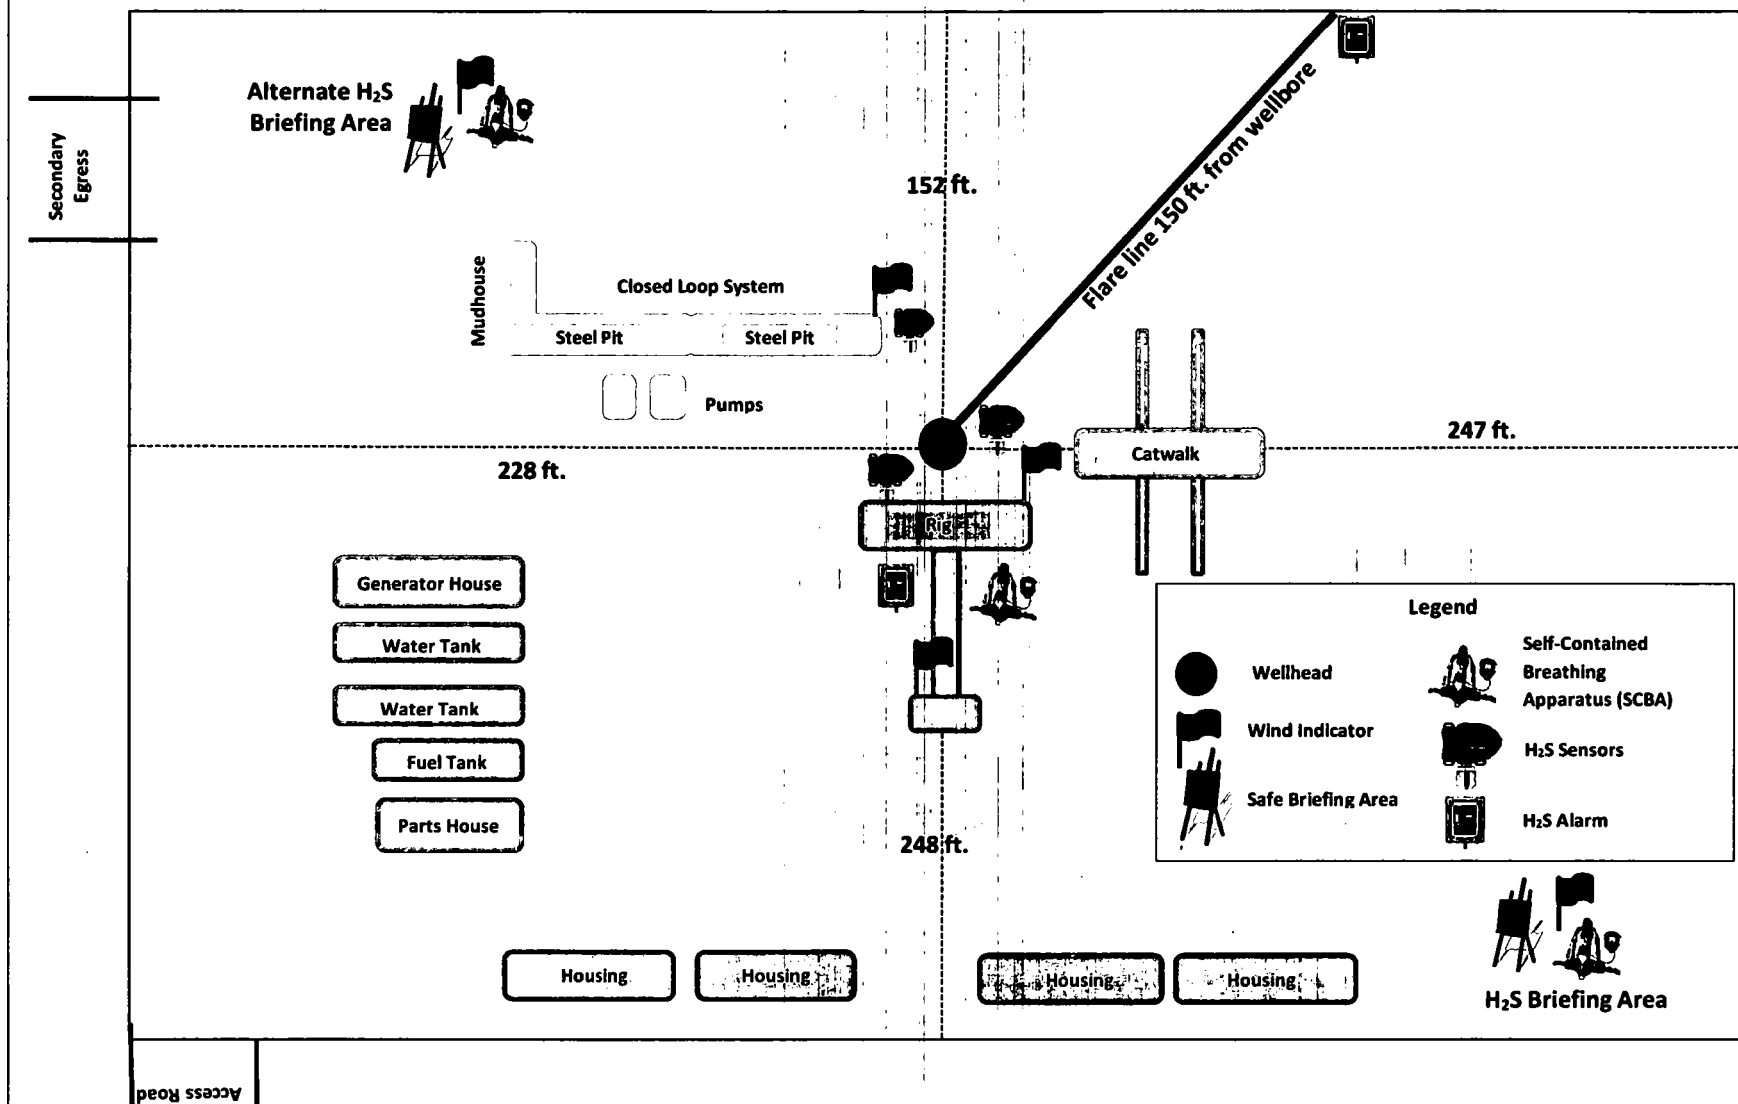 Alternate H₂S
Briefing Area
Secondary
Egress
152 ft.
Flare line 150 ft. from wellbore
Mudhouse
Closed Loop System
Steel Pit
Steel Pit
Pumps
228 ft.
247 ft.
Catwalk
Rig
Generator House
Water Tank
Water Tank
Fuel Tank
Parts House
248 ft.
Legend
Wellhead
Wind Indicator
Safe Briefing Area
Self-Contained
Breathing
Apparatus (SCBA)
H₂S Sensors
H₂S Alarm
Housing
Housing
Housing
Housing
H₂S Briefing Area
Access Road